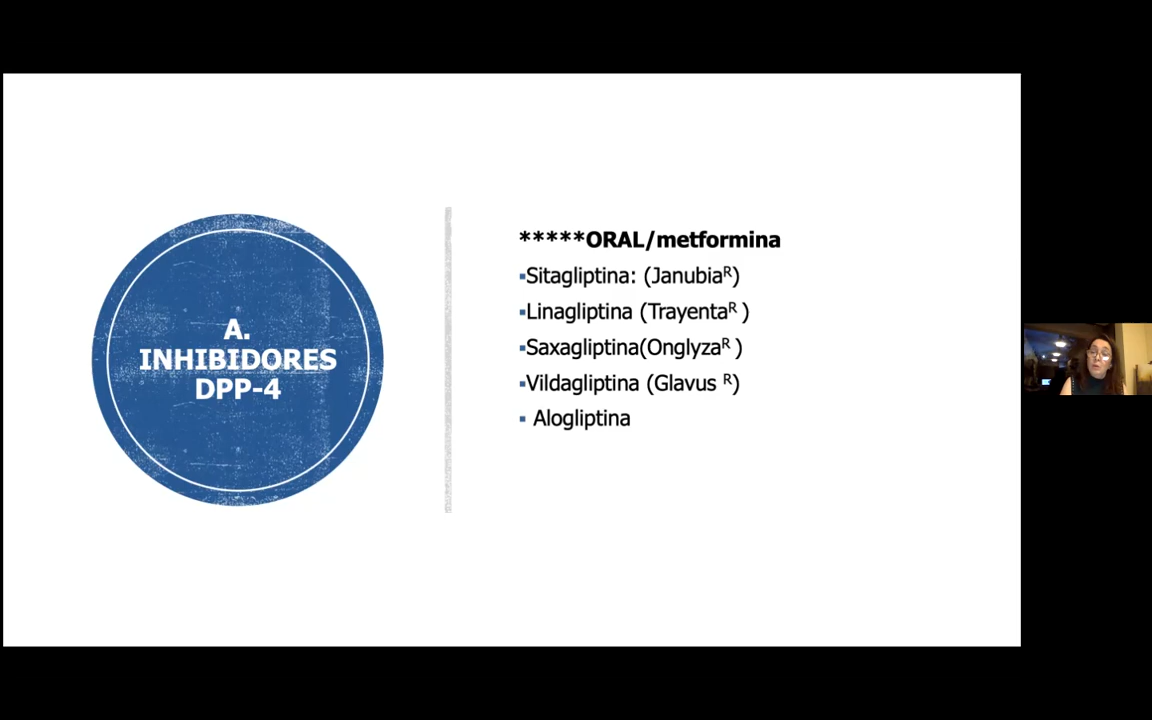 A.
INHIBIDORES
DPP-4
*****ORAL/metformina
▪Sitagliptina: (Janubiaᴿ)
▪Linagliptina (Trayentaᴿ )
▪Saxagliptina(Onglyzaᴿ )
▪Vildagliptina (Glavus ᴿ)
▪ Alogliptina